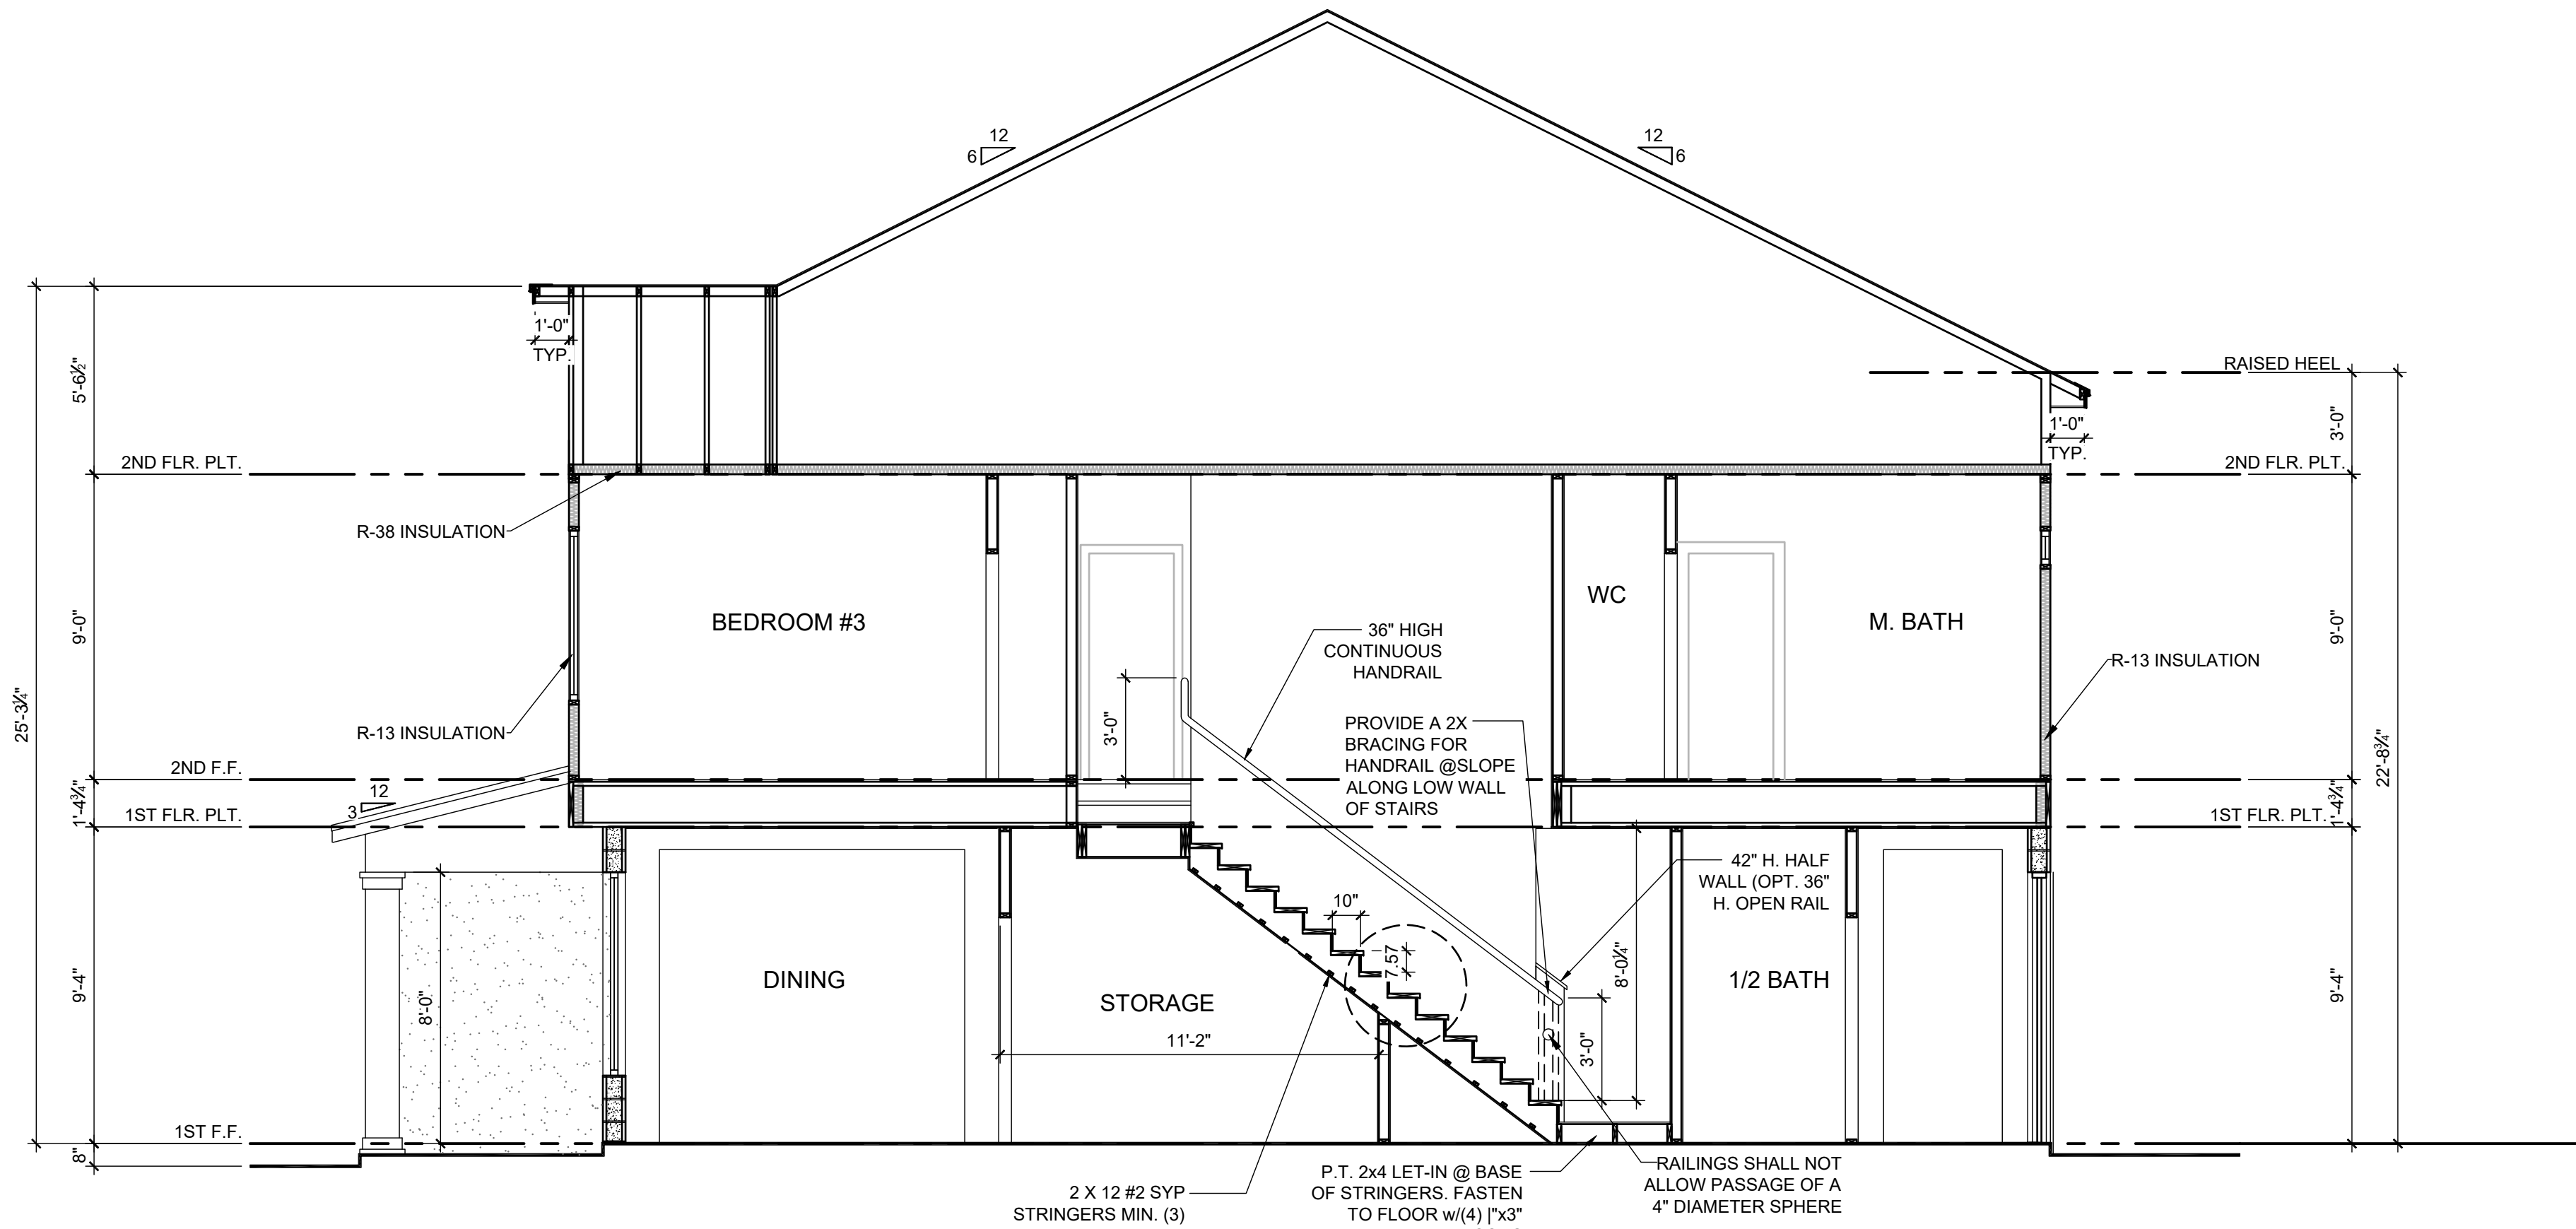 12
6
12
6
1'-0"
TYP.
RAISED HEEL
5'-6½"
3'-0"
1'-0"
TYP.
2ND FLR. PLT.
2ND FLR. PLT.
R-38 INSULATION
WC
BEDROOM #3
M. BATH
9'-0"
9'-0"
36" HIGH
CONTINUOUS
HANDRAIL
R-13 INSULATION
25'-3¼"
22'-8¾"
3'-0"
R-13 INSULATION
PROVIDE A 2X
BRACING FOR
HANDRAIL @SLOPE
ALONG LOW WALL
OF STAIRS
2ND F.F.
12
3
1'-4¾"
1'-4¾"
1ST FLR. PLT.
1ST FLR. PLT.
42" H. HALF
WALL (OPT. 36"
H. OPEN RAIL
10"
7.57
8'-0¼"
DINING
1/2 BATH
9'-4"
9'-4"
8'-0"
STORAGE
11'-2"
3'-0"
1ST F.F.
8"
2 X 12 #2 SYP
STRINGERS MIN. (3)
P.T. 2x4 LET-IN @ BASE
OF STRINGERS. FASTEN
TO FLOOR w/(4) |"x3"
RAILINGS SHALL NOT
ALLOW PASSAGE OF A
4" DIAMETER SPHERE